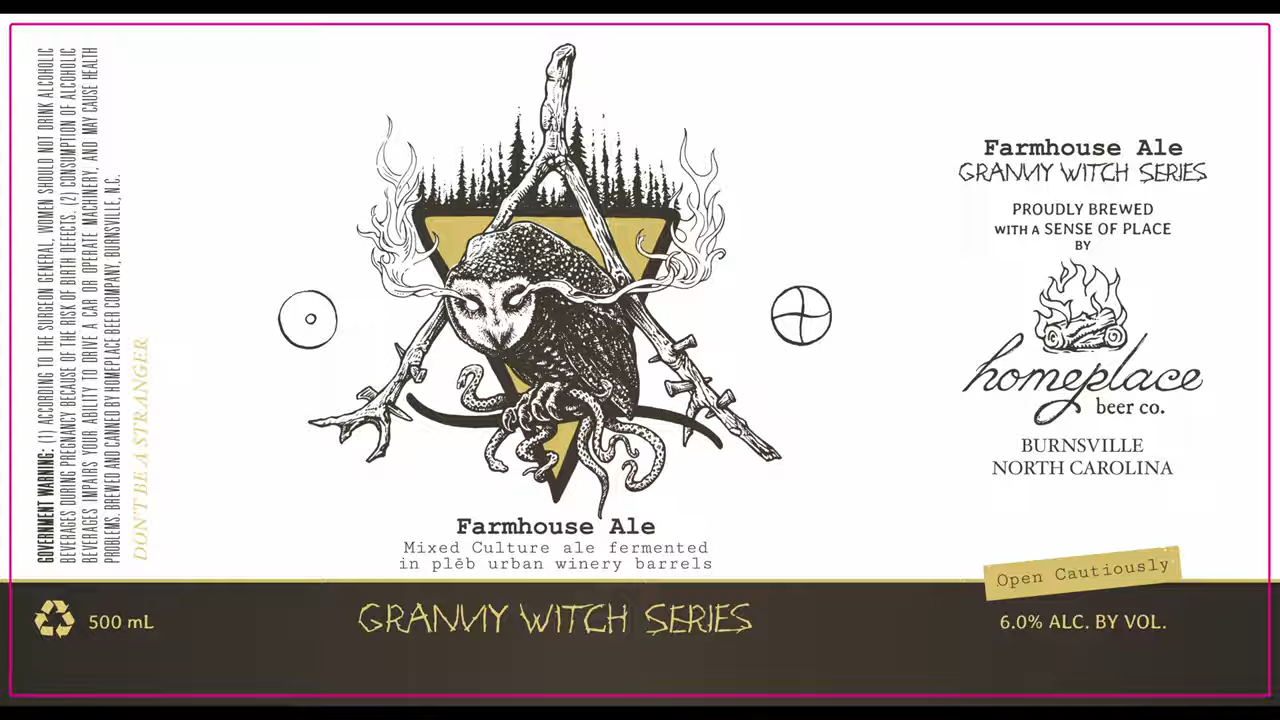 GOVERNMENT WARNING: (1) ACCORDING TO THE SURGEON GENERAL, WOMEN SHOULD NOT DRINK ALCOHOLIC
BEVERAGES DURING PREGNANCY BECAUSE OF THE RISK OF BIRTH DEFECTS. (2) CONSUMPTION OF ALCOHOLIC
BEVERAGES IMPAIRS YOUR ABILITY TO DRIVE A CAR OR OPERATE MACHINERY, AND MAY CAUSE HEALTH
PROBLEMS. BREWED AND CANNED BY HOMEPLACE BEER COMPANY, BURNSVILLE, N.C.
DON'T BE A STRANGER
Farmhouse Ale
Mixed Culture ale fermented
in plēb urban winery barrels
500 mL
GRANNY WITCH SERIES
Farmhouse Ale
GRANNY WITCH SERIES
PROUDLY BREWED
WITH A SENSE OF PLACE
BY
homeplace
beer co.
BURNSVILLE
NORTH CAROLINA
Open Cautiously
6.0% ALC. BY VOL.